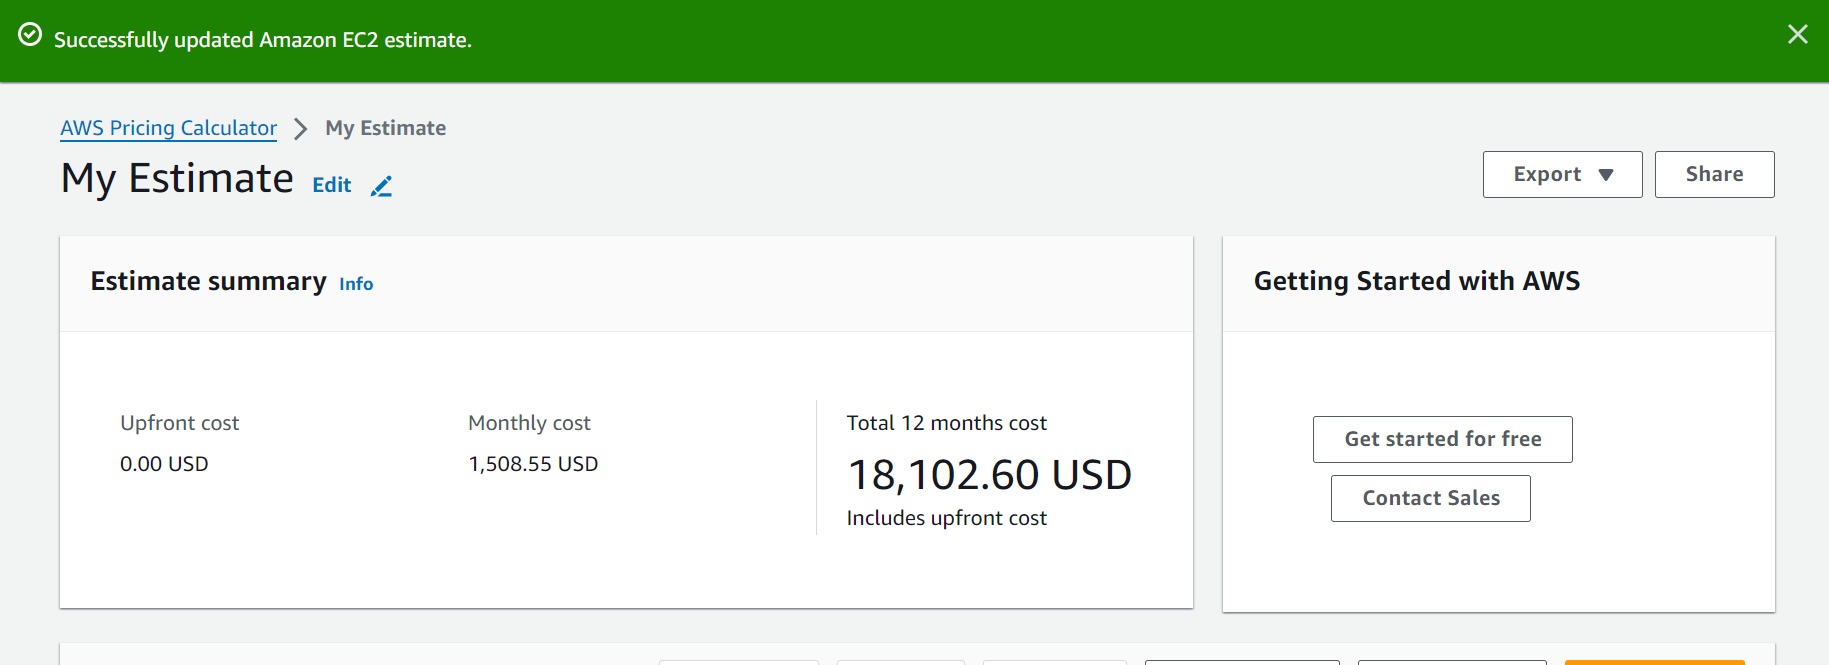 Successfully updated Amazon EC2 estimate.
AWS Pricing Calculator
My Estimate
My Estimate
Edit
Export
Share
Estimate summary
Info
Getting Started with AWS
Upfront cost
0.00 USD
Monthly cost
1,508.55 USD
Total 12 months cost
18,102.60 USD
Includes upfront cost
Get started for free
Contact Sales